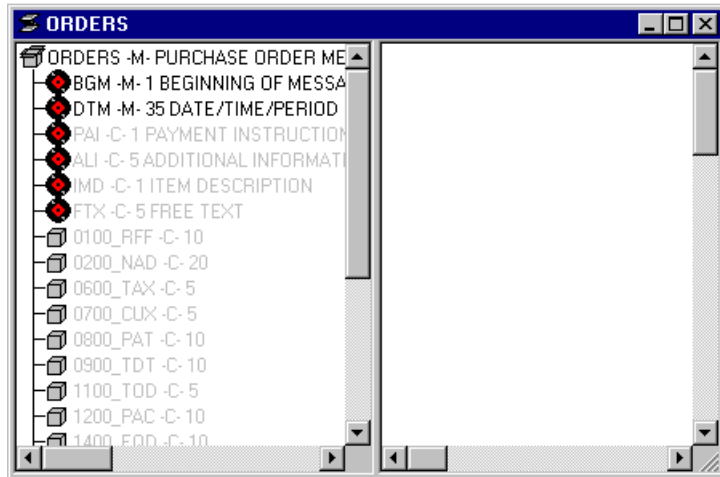 ORDERS
ORDERS -M- PURCHASE ORDER ME
BGM -M- 1 BEGINNING OF MESSA
DTM -M- 35 DATE/TIME/PERIOD
PAI -C- 1 PAYMENT INSTRUCTION
ALI -C- 5 ADDITIONAL INFORMATI
IMD -C- 1 ITEM DESCRIPTION
FTX -C- 5 FREE TEXT
0100_RFF -C- 10
0200_NAD -C- 20
0600_TAX -C- 5
0700_CUX -C- 5
0800_PAT -C- 10
0900_TDT -C- 10
1100_TOD -C- 5
1200_PAC -C- 10
1400_EQD -C- 10